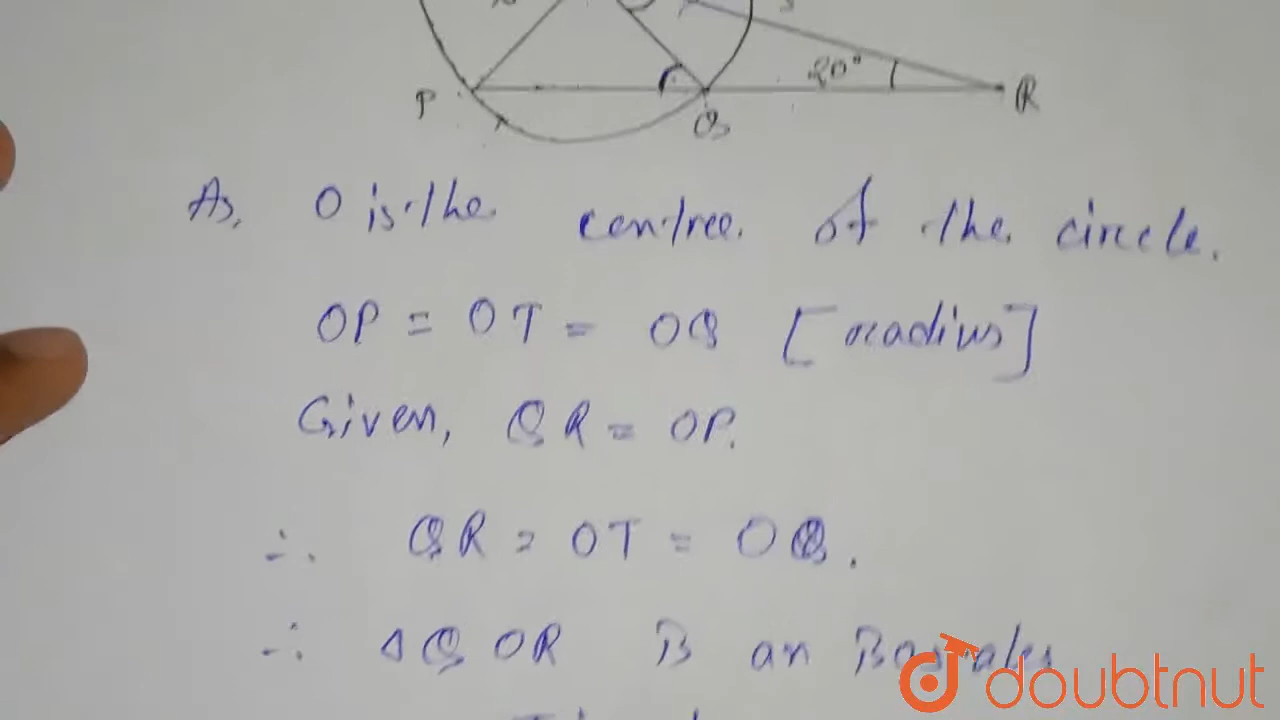 20°
P
Q
R
As, O is the centre of the circle.
OP = OT = OQ [radius]
Given, QR = OP.
∴ QR = OT = OQ.
∴ Δ QOR is an
doubtnut